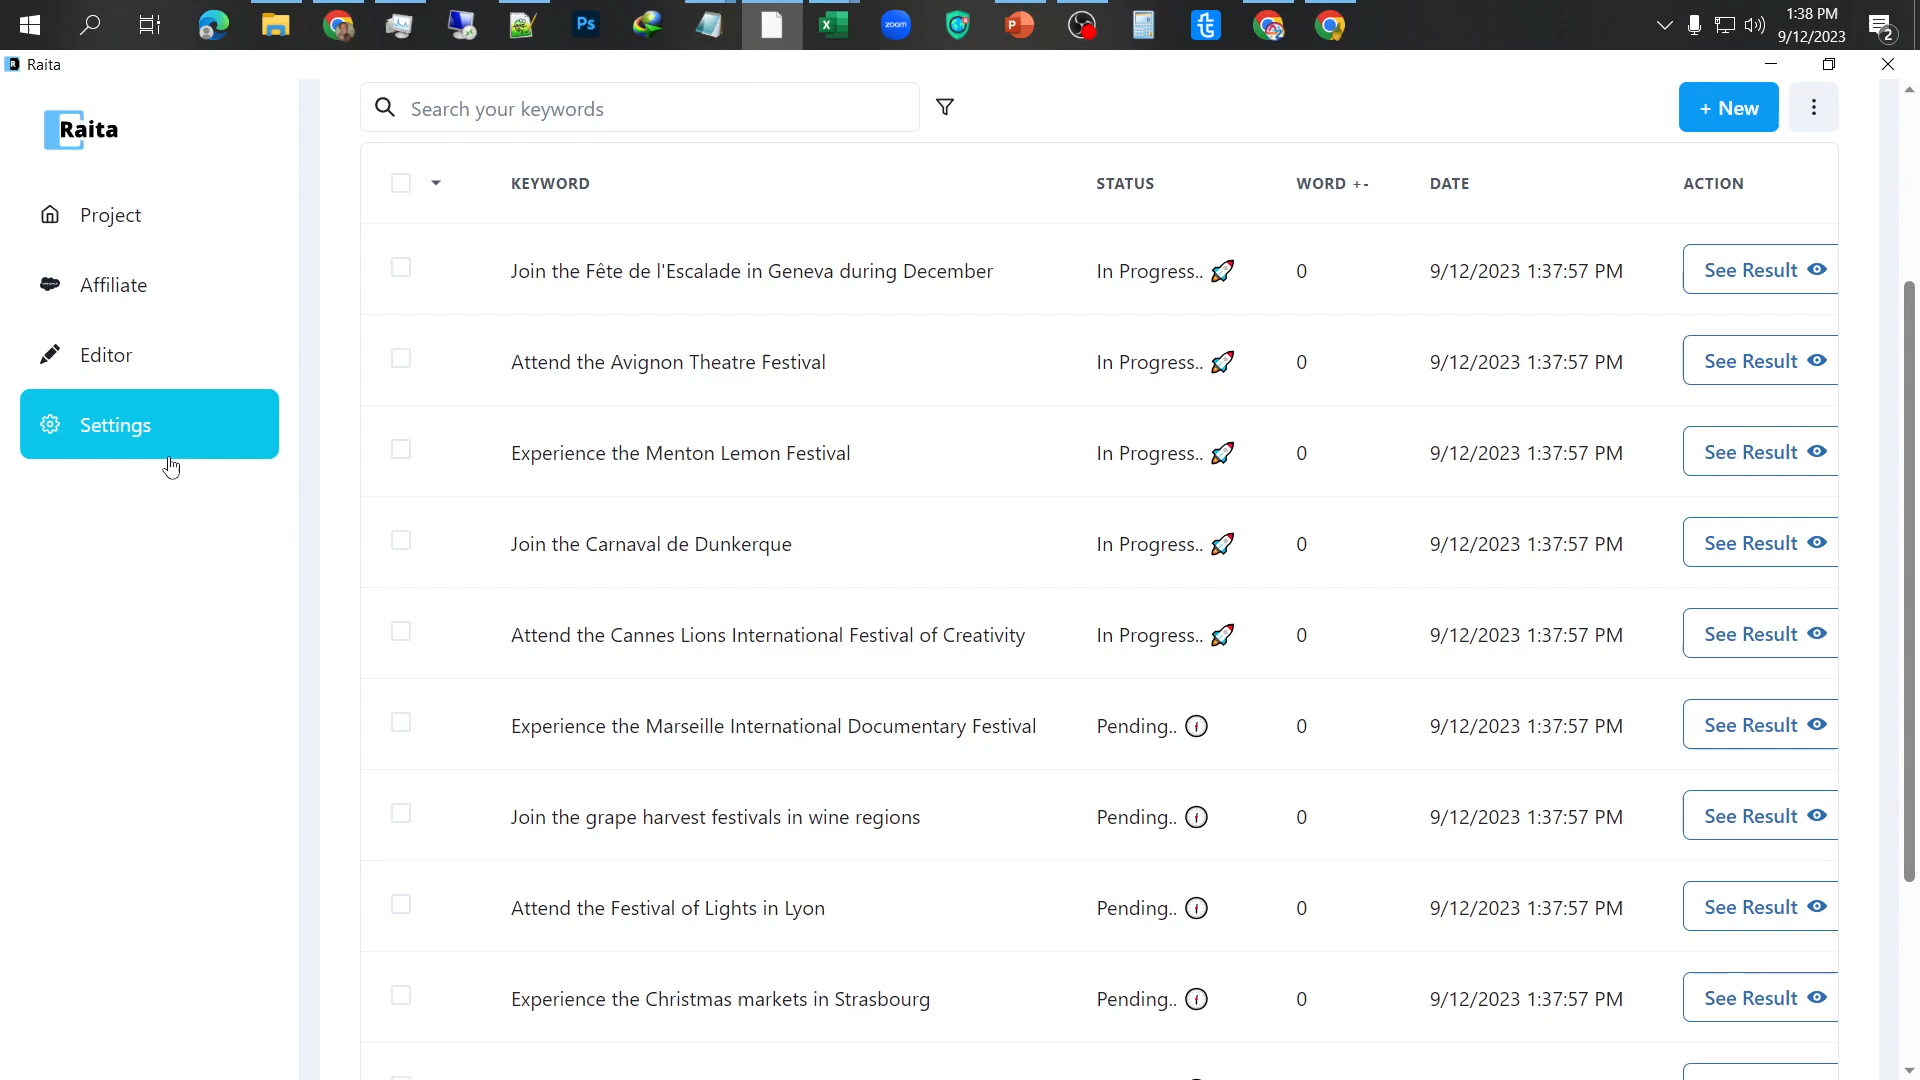 Ps
zoom
1:38 PM
9/12/2023
2
R Raita
Raita
Search your keywords
+ New
Project
Affiliate
Editor
Settings
KEYWORD STATUS WORD +- DATE ACTION
Join the Fête de l'Escalade in Geneva during December In Progress.. 0 9/12/2023 1:37:57 PM See Result
Attend the Avignon Theatre Festival In Progress.. 0 9/12/2023 1:37:57 PM See Result
Experience the Menton Lemon Festival In Progress.. 0 9/12/2023 1:37:57 PM See Result
Join the Carnaval de Dunkerque In Progress.. 0 9/12/2023 1:37:57 PM See Result
Attend the Cannes Lions International Festival of Creativity In Progress.. 0 9/12/2023 1:37:57 PM See Result
Experience the Marseille International Documentary Festival Pending.. 0 9/12/2023 1:37:57 PM See Result
Join the grape harvest festivals in wine regions Pending.. 0 9/12/2023 1:37:57 PM See Result
Attend the Festival of Lights in Lyon Pending.. 0 9/12/2023 1:37:57 PM See Result
Experience the Christmas markets in Strasbourg Pending.. 0 9/12/2023 1:37:57 PM See Result